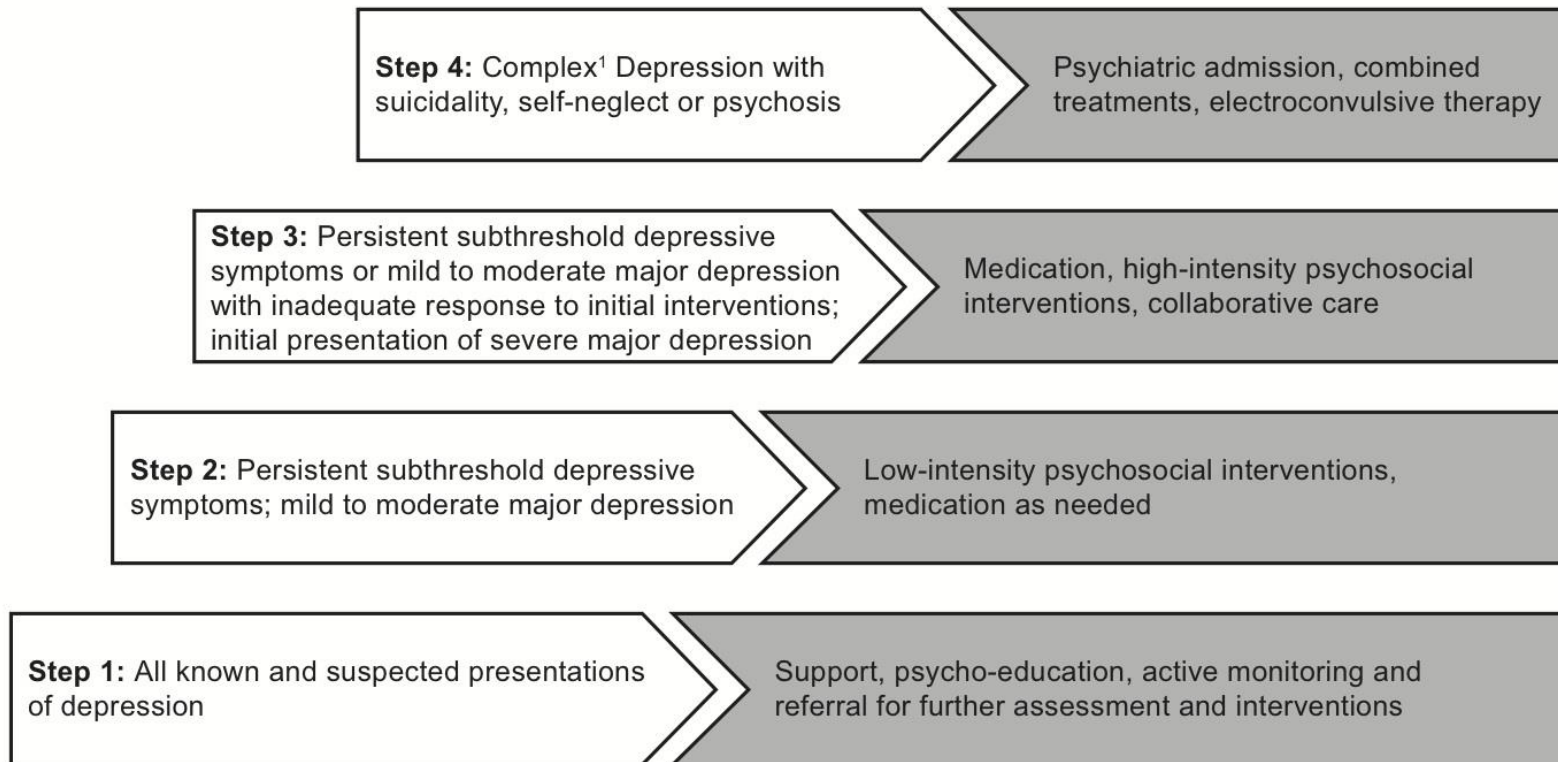 Step 4: Complex¹ Depression with
suicidality, self-neglect or psychosis
Psychiatric admission, combined
treatments, electroconvulsive therapy
Step 3: Persistent subthreshold depressive
symptoms or mild to moderate major depression
with inadequate response to initial interventions;
initial presentation of severe major depression
Medication, high-intensity psychosocial
interventions, collaborative care
Step 2: Persistent subthreshold depressive
symptoms; mild to moderate major depression
Low-intensity psychosocial interventions,
medication as needed
Step 1: All known and suspected presentations
of depression
Support, psycho-education, active monitoring and
referral for further assessment and interventions